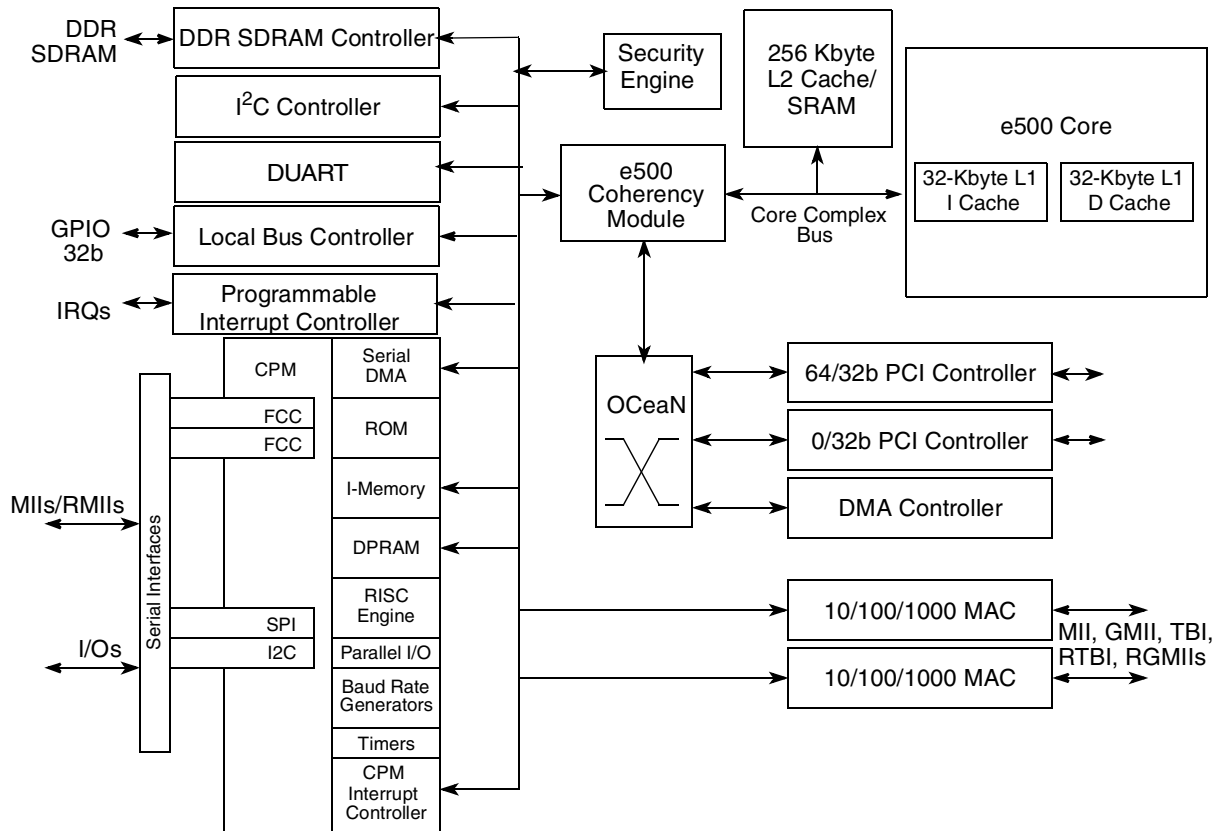 DDR
SDRAM
DDR SDRAM Controller
I²C Controller
DUART
GPIO
32b
Local Bus Controller
IRQs
Programmable
Interrupt Controller
Security
Engine
256 Kbyte
L2 Cache/
SRAM
e500 Core
32-Kbyte L1
I Cache
32-Kbyte L1
D Cache
e500
Coherency
Module
Core Complex
Bus
CPM
Serial
DMA
FCC
FCC
ROM
I-Memory
MIIs/RMIIs
Serial Interfaces
DPRAM
RISC
Engine
SPI
I2C
I/Os
Parallel I/O
Baud Rate
Generators
Timers
CPM
Interrupt
Controller
OCeaN
64/32b PCI Controller
0/32b PCI Controller
DMA Controller
10/100/1000 MAC
10/100/1000 MAC
MII, GMII, TBI,
RTBI, RGMIIs